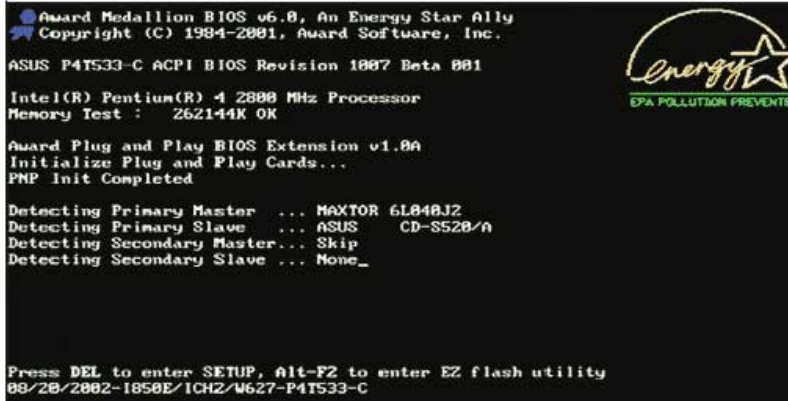 Award Medallion BIOS v6.0, An Energy Star Ally
Copyright (C) 1984-2001, Award Software, Inc.
energy
EPA POLLUTION PREVENTE
ASUS P4T533-C ACPI BIOS Revision 1007 Beta 001
Intel(R) Pentium(R) 4 2800 MHz Processor
Memory Test :   262144K OK
Award Plug and Play BIOS Extension v1.0A
Initialize Plug and Play Cards...
PNP Init Completed
Detecting Primary Master  ... MAXTOR 6L040J2
Detecting Primary Slave   ... ASUS    CD-S520/A
Detecting Secondary Master... Skip
Detecting Secondary Slave ... None_
Press DEL to enter SETUP, Alt-F2 to enter EZ flash utility
08/20/2002-I850E/ICH2/W627-P4T533-C